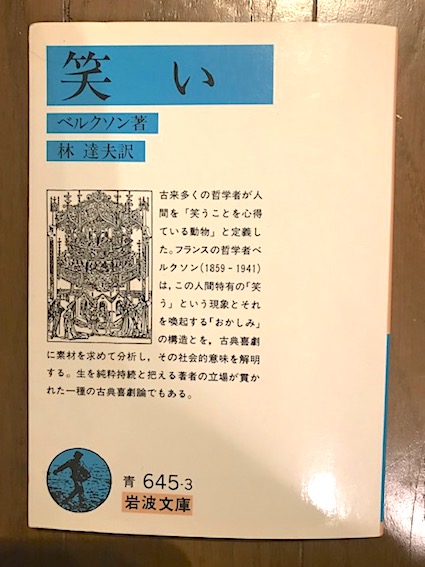 笑い
ベルクソン著
林 達夫訳
古来多くの哲学者が人
間を「笑うことを心得
ている動物」と定義し
た。フランスの哲学者ベ
ルクソン(1859-1941)
は，この人間特有の「笑
う」という現象とそれ
を喚起する「おかしみ」
の構造とを，古典喜劇
に素材を求めて分析し，その社会的意味を解明
する。生を純粋持続と把える著者の立場が貫か
れた一種の古典喜劇論でもある。
青 645-3
岩波文庫